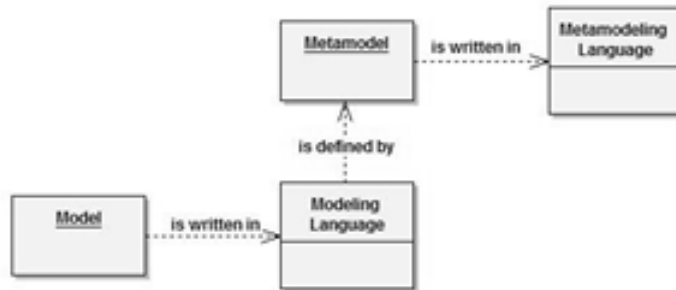 Metamodel
is written in
Metamodeling
Language
is defined by
Model
is written in
Modeling
Language